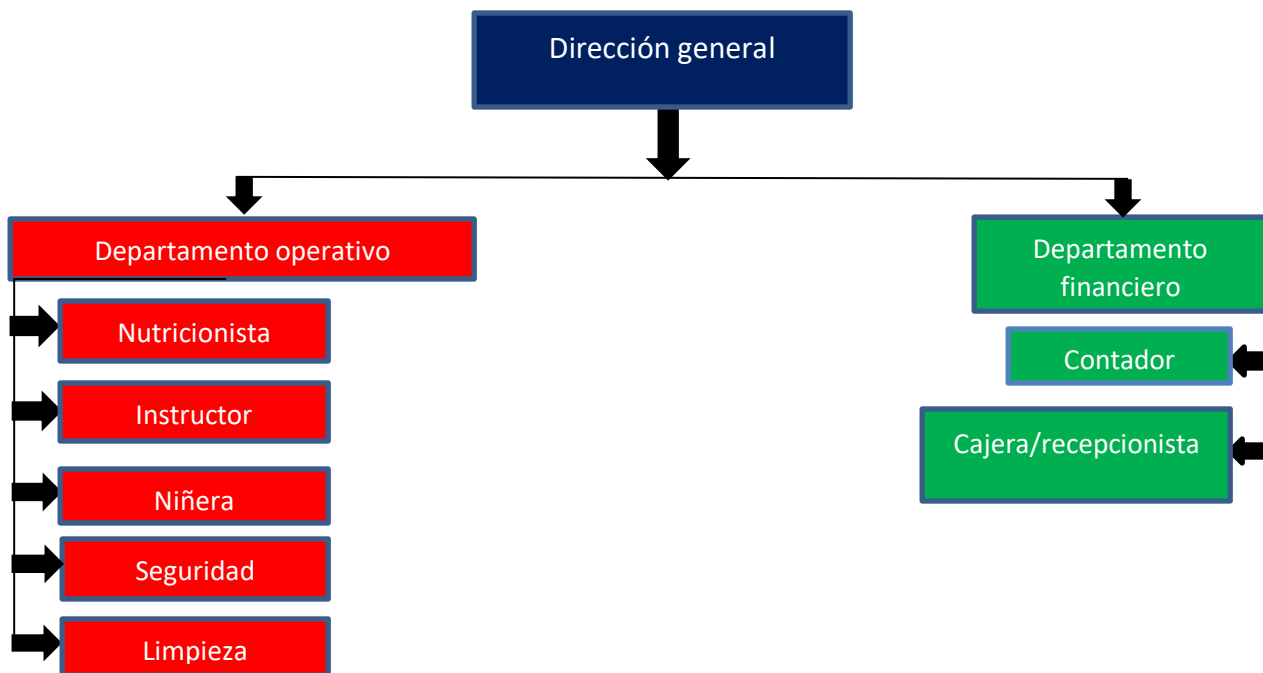 Dirección general
Departamento operativo
Nutricionista
Instructor
Niñera
Seguridad
Limpieza
Departamento
financiero
Contador
Cajera/recepcionista